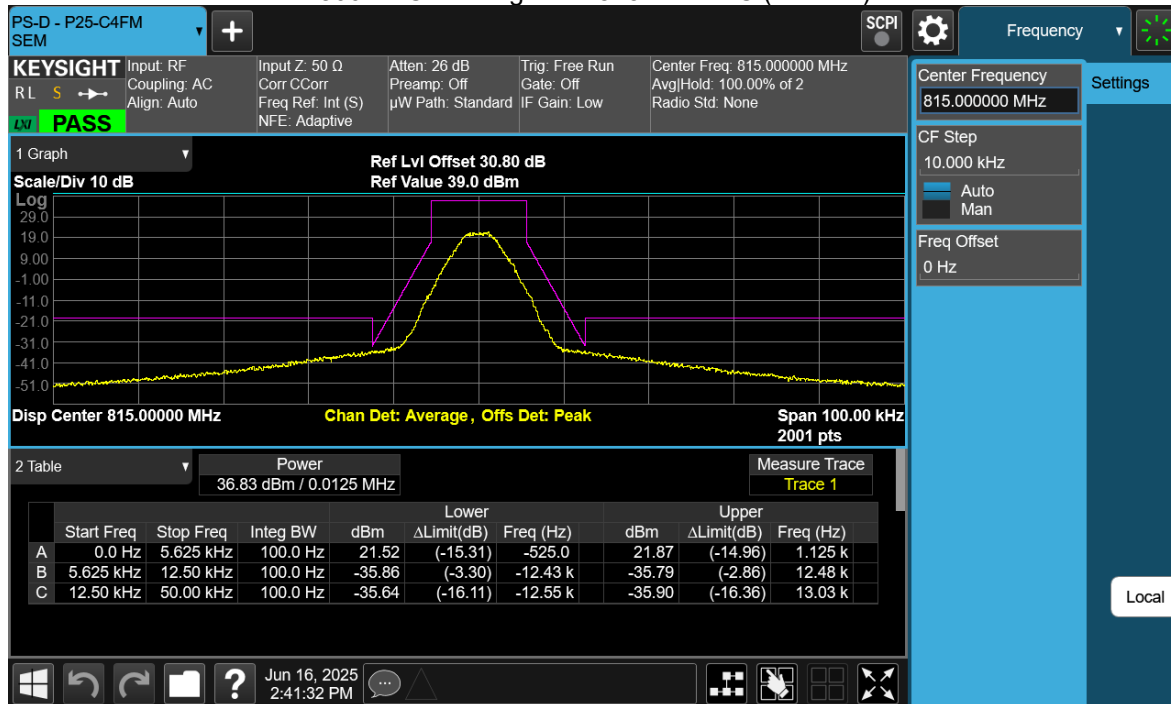 PS-D - P25-C4FM
SEM
SCPI
Frequency
KEYSIGHT
RL S
LXI PASS
Input: RF
Coupling: AC
Align: Auto
Input Z: 50 Ω
Corr CCorr
Freq Ref: Int (S)
NFE: Adaptive
Atten: 26 dB
Preamp: Off
µW Path: Standard
Trig: Free Run
Gate: Off
IF Gain: Low
Center Freq: 815.000000 MHz
Avg|Hold: 100.00% of 2
Radio Std: None
Center Frequency
815.000000 MHz
Settings
CF Step
10.000 kHz
Auto
Man
Freq Offset
0 Hz
1 Graph
Scale/Div 10 dB
Ref Lvl Offset 30.80 dB
Ref Value 39.0 dBm
Log
29.0
19.0
9.00
-1.00
-11.0
-21.0
-31.0
-41.0
-51.0
Disp Center 815.00000 MHz
Chan Det: Average, Offs Det: Peak
Span 100.00 kHz
2001 pts
2 Table
Power
36.83 dBm / 0.0125 MHz
Measure Trace
Trace 1
Lower Upper
Start Freq Stop Freq Integ BW dBm ΔLimit(dB) Freq (Hz) dBm ΔLimit(dB) Freq (Hz)
A 0.0 Hz 5.625 kHz 100.0 Hz 21.52 (-15.31) -525.0 21.87 (-14.96) 1.125 k
B 5.625 kHz 12.50 kHz 100.0 Hz -35.86 (-3.30) -12.43 k -35.79 (-2.86) 12.48 k
C 12.50 kHz 50.00 kHz 100.0 Hz -35.64 (-16.11) -12.55 k -35.90 (-16.36) 13.03 k
Local
Jun 16, 2025
2:41:32 PM